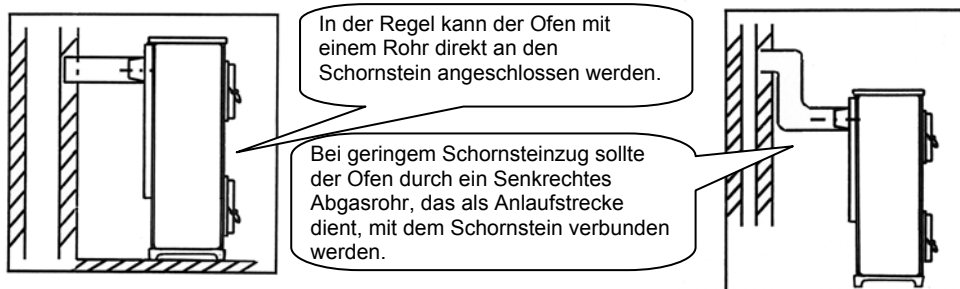 In der Regel kann der Ofen mit
einem Rohr direkt an den
Schornstein angeschlossen werden.
Bei geringem Schornsteinzug sollte
der Ofen durch ein Senkrechtes
Abgasrohr, das als Anlaufstrecke
dient, mit dem Schornstein verbunden
werden.